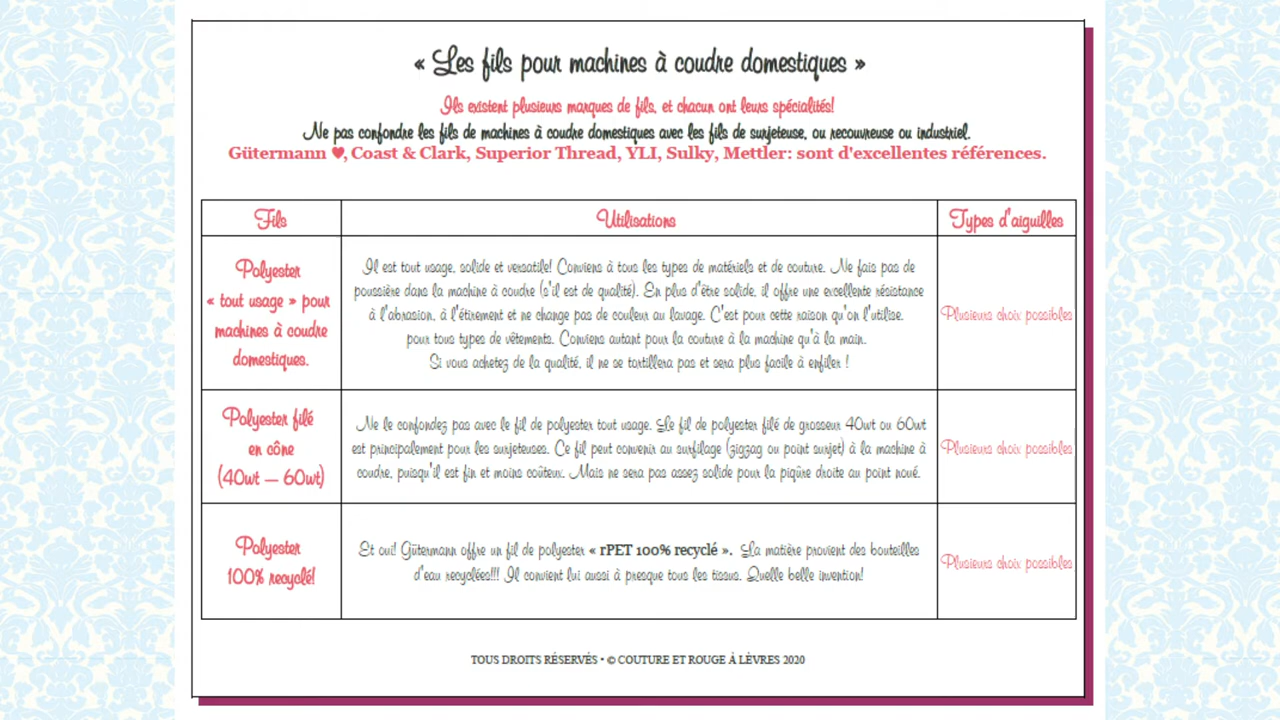 « Les fils pour machines à coudre domestiques »
Ils existent plusieurs marques de fils, et chacun ont leurs spécialités!
Ne pas confondre les fils de machines à coudre domestiques avec les fils de surjeteuse, ou recouvreuse ou industriel.
Gütermann ♥, Coast & Clark, Superior Thread, YLI, Sulky, Mettler: sont d'excellentes références.
Fils
Utilisations
Types d'aiguilles
Polyester
« tout usage » pour
machines à coudre
domestiques.
Il est tout usage, solide et versatile! Conviens à tous les types de matériels et de couture. Ne fais pas de
poussière dans la machine à coudre (s'il est de qualité). En plus d'être solide, il offre une excellente résistance
à l'abrasion, à l'étirement et ne change pas de couleur au lavage. C'est pour cette raison qu'on l'utilise,
pour tous types de vêtements. Conviens autant pour la couture à la machine qu'à la main.
Si vous achetez de la qualité, il ne se tortillera pas et sera plus facile à enfiler !
Plusieurs choix possibles
Polyester filé
en cône
(40wt — 60wt)
Ne le confondez pas avec le fil de polyester tout usage. Le fil de polyester filé de grosseur 40wt ou 60wt
est principalement pour les surjeteuses. Ce fil peut convenir au surfilage (zigzag ou point surjet) à la machine à
coudre, puisqu'il est fin et moins coûteux. Mais ne sera pas assez solide pour la piqûre droite au point noué.
Plusieurs choix possibles
Polyester
100% recyclé!
Et oui! Gütermann offre un fil de polyester « rPET 100% recyclé ». La matière provient des bouteilles
d'eau recyclées!!! Il convient lui aussi à presque tous les tissus. Quelle belle invention!
Plusieurs choix possibles
TOUS DROITS RÉSERVÉS • © COUTURE ET ROUGE À LÈVRES 2020